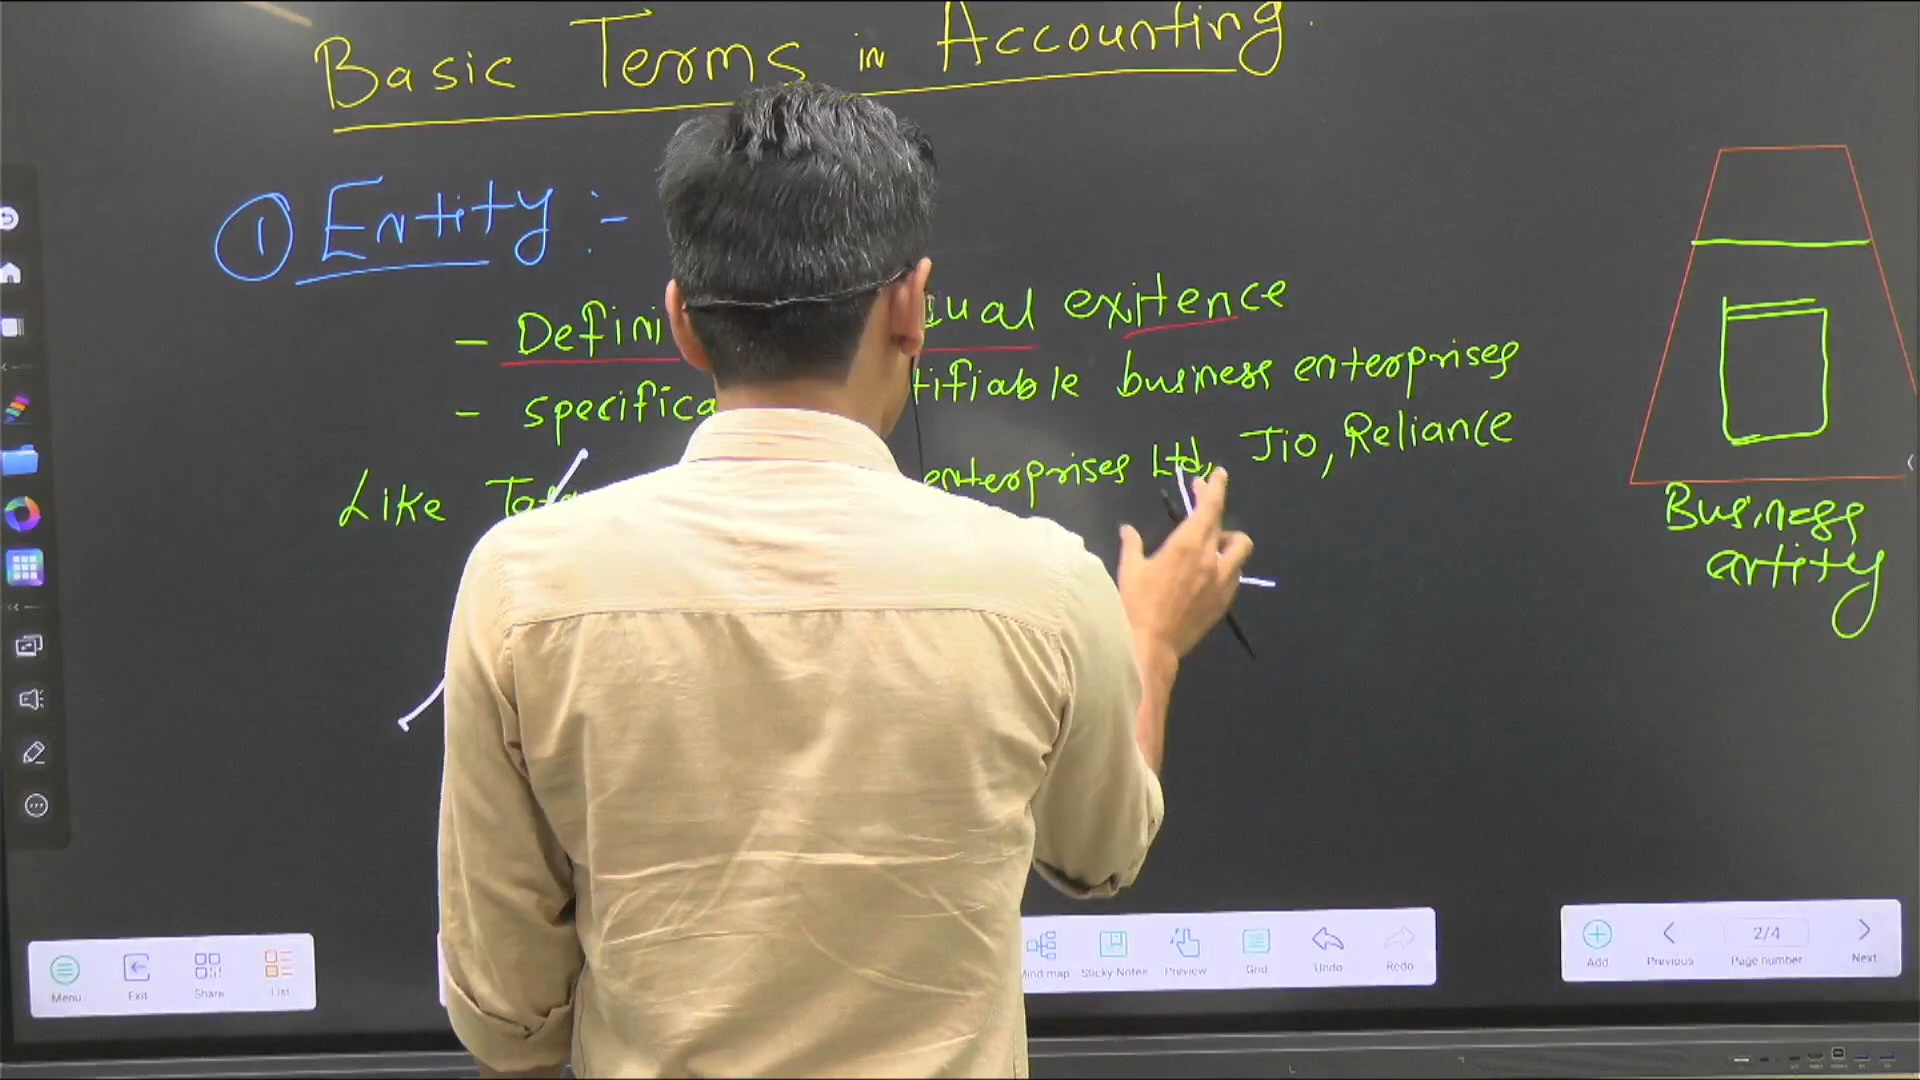 Basic Terms in Accounting
① Entity :-
- Defini ual exitence
- specifica tifiable business enterprises
Like enterprises Ltd, Jio, Reliance
Business
entity
Menu Exit Share List
Mind map Sticky Notes Preview Grid Undo Redo
Add Previous 2/4 Page number Next